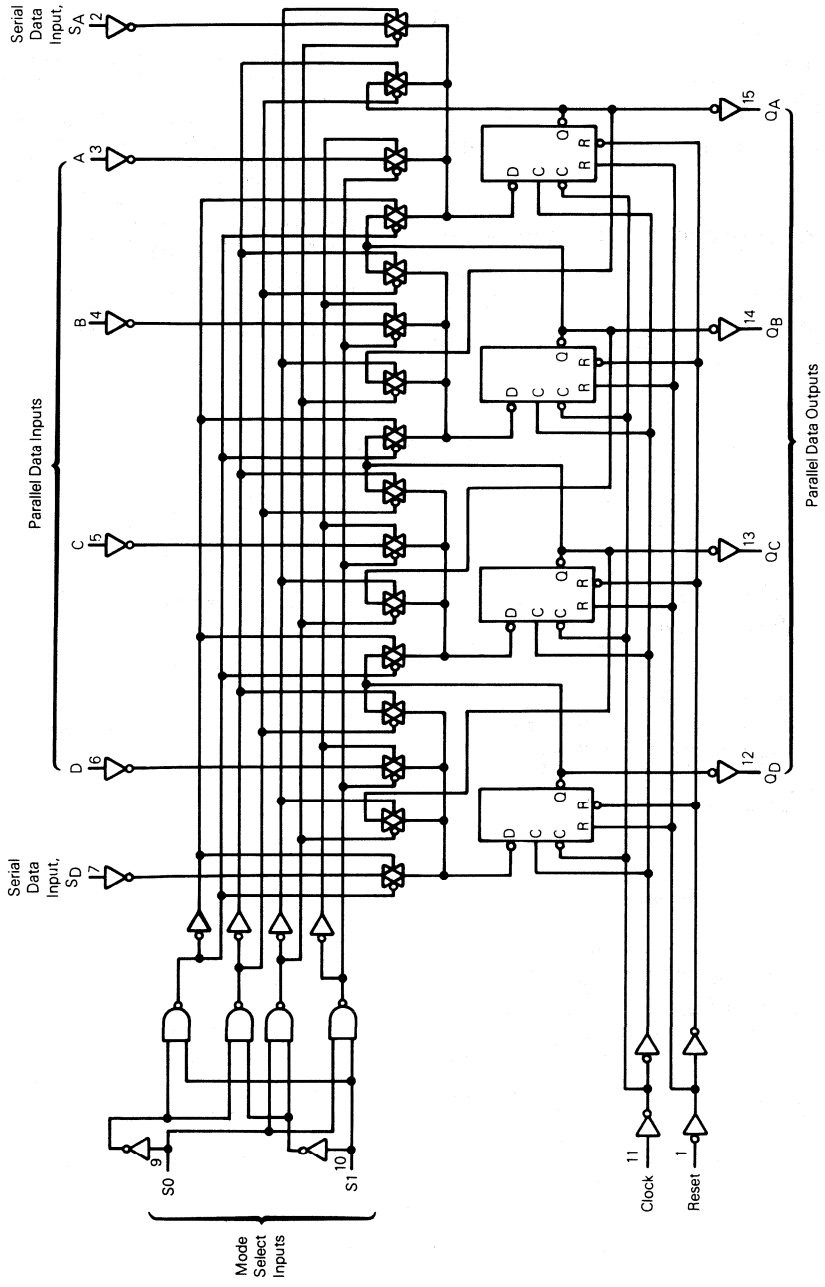 Serial
Data
Input,
SD
7
Parallel Data Inputs
D
6
C
5
B
4
A
3
Serial
Data
Input,
SA
2
Mode
Select
Inputs
S0
9
S1
10
D
C
C
R
R
Q
D
C
C
R
R
Q
D
C
C
R
R
Q
D
C
C
R
R
Q
Clock
11
Reset
1
12
QD
13
QC
14
QB
15
QA
Parallel Data Outputs